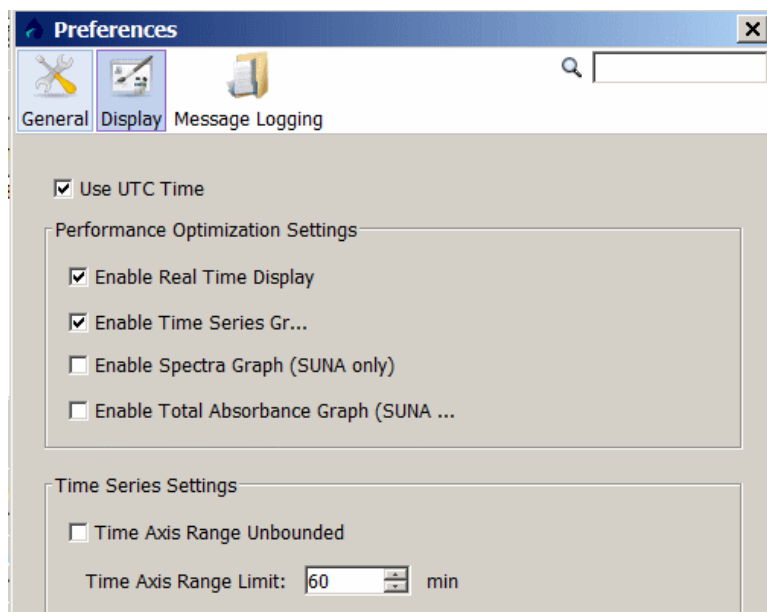 Preferences
General Display Message Logging
Use UTC Time
Performance Optimization Settings
Enable Real Time Display
Enable Time Series Gr...
Enable Spectra Graph (SUNA only)
Enable Total Absorbance Graph (SUNA ...
Time Series Settings
Time Axis Range Unbounded
Time Axis Range Limit: 60 min